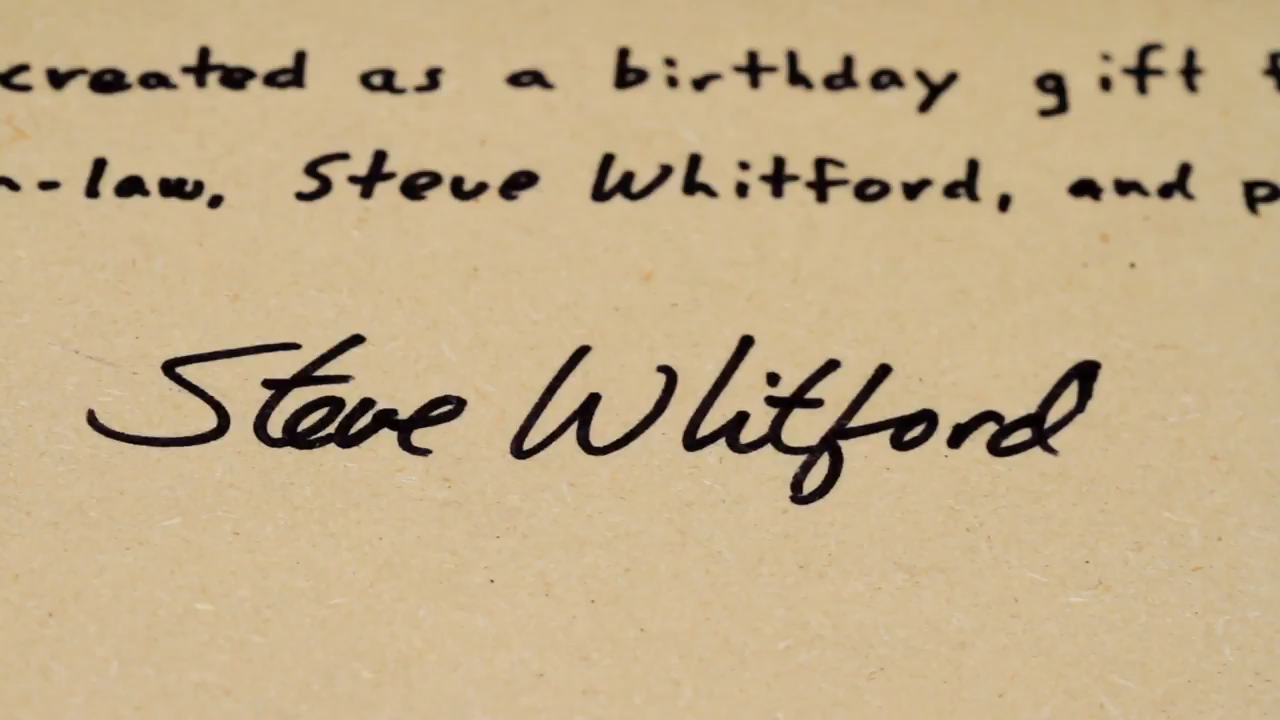 created as a birthday gift
-law, Steve Whitford, and
Steve Whitford